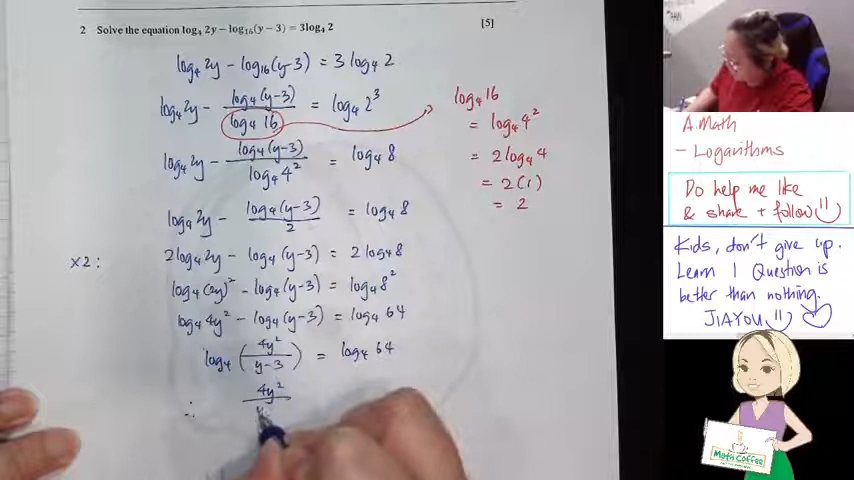 2 Solve the equation log₄ 2y − log₁₆(y − 3) = 3log₄ 2 [5]
log₄ 2y − log₁₆(y−3) = 3 log₄ 2
log₄ 2y − log₄(y−3) / log₄ 16 = log₄ 2³
log₄ 2y − log₄(y−3) / log₄ 4² = log₄ 8
log₄ 2y − log₄(y−3) / 2 = log₄ 8
×2: 2log₄ 2y − log₄(y−3) = 2 log₄ 8
log₄ (2y)² − log₄(y−3) = log₄ 8²
log₄ 4y² − log₄(y−3) = log₄ 64
log₄ (4y² / y−3) = log₄ 64
∴ 4y²
log₄ 16
= log₄ 4²
= 2 log₄ 4
= 2(1)
= 2
A.Math
- Logarithms
Do help me like
& share + follow
Kids, don't give up.
Learn 1 Question is
better than nothing.
JIAYOU
Math Coffee